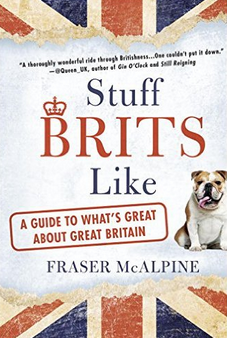 "A thoroughly wonderful ride through Britishness...One couldn't put it down."
—@Queen_UK, author of Gin O'Clock and Still Reigning
Stuff
BRITS
Like
A GUIDE TO WHAT'S GREAT
ABOUT GREAT BRITAIN
FRASER McALPINE